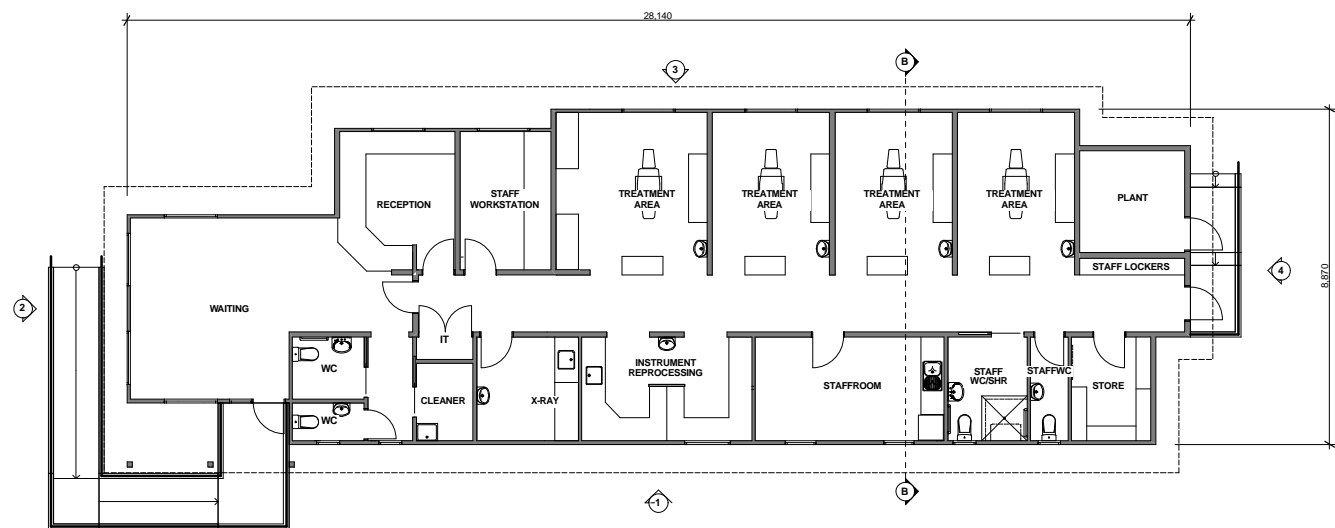 28,140
B
3
TREATMENT
AREA
TREATMENT
AREA
TREATMENT
AREA
TREATMENT
AREA
STAFF
WORKSTATION
RECEPTION
PLANT
STAFF LOCKERS
4
8,870
2
WAITING
IT
WC
WC
CLEANER
X-RAY
INSTRUMENT
REPROCESSING
STAFFROOM
STAFF
WC/SHR
STAFFWC
STORE
1
B